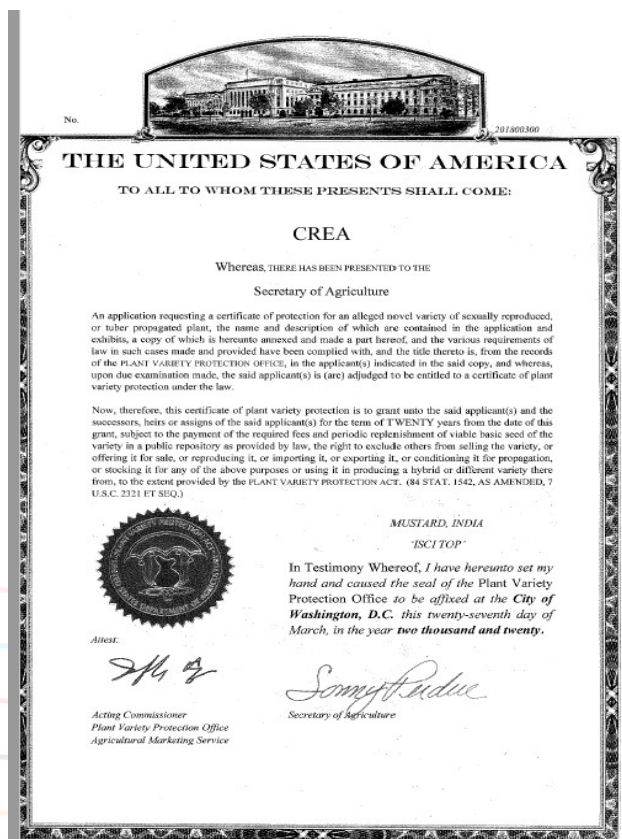 No.
201800300
THE UNITED STATES OF AMERICA
TO ALL TO WHOM THESE PRESENTS SHALL COME:
CREA
Whereas, THERE HAS BEEN PRESENTED TO THE
Secretary of Agriculture
An application requesting a certificate of protection for an alleged novel variety of sexually reproduced,
or tuber propagated plant, the name and description of which are contained in the application and
exhibits, a copy of which is hereunto annexed and made a part hereof, and the various requirements of
law in such cases made and provided have been complied with, and the title thereto is, from the records
of the PLANT VARIETY PROTECTION OFFICE, in the applicant(s) indicated in the said copy, and whereas,
upon due examination made, the said applicant(s) is (are) adjudged to be entitled to a certificate of plant
variety protection under the law.
Now, therefore, this certificate of plant variety protection is to grant unto the said applicant(s) and the
successors, heirs or assigns of the said applicant(s) for the term of TWENTY years from the date of this
grant, subject to the payment of the required fees and periodic replenishment of viable basic seed of the
variety in a public repository as provided by law, the right to exclude others from selling the variety, or
offering it for sale, or reproducing it, or importing it, or exporting it, or conditioning it for propagation,
or stocking it for any of the above purposes or using it in producing a hybrid or different variety there
from, to the extent provided by the PLANT VARIETY PROTECTION ACT. (84 STAT. 1542, AS AMENDED, 7
U.S.C. 2321 ET SEQ.)
MUSTARD, INDIA
'ISCI TOP'
In Testimony Whereof, I have hereunto set my
hand and caused the seal of the Plant Variety
Protection Office to be affixed at the City of
Washington, D.C. this twenty-seventh day of
March, in the year two thousand and twenty.
Attest:
Sonny Perdue
Acting Commissioner
Plant Variety Protection Office
Agricultural Marketing Service
Secretary of Agriculture